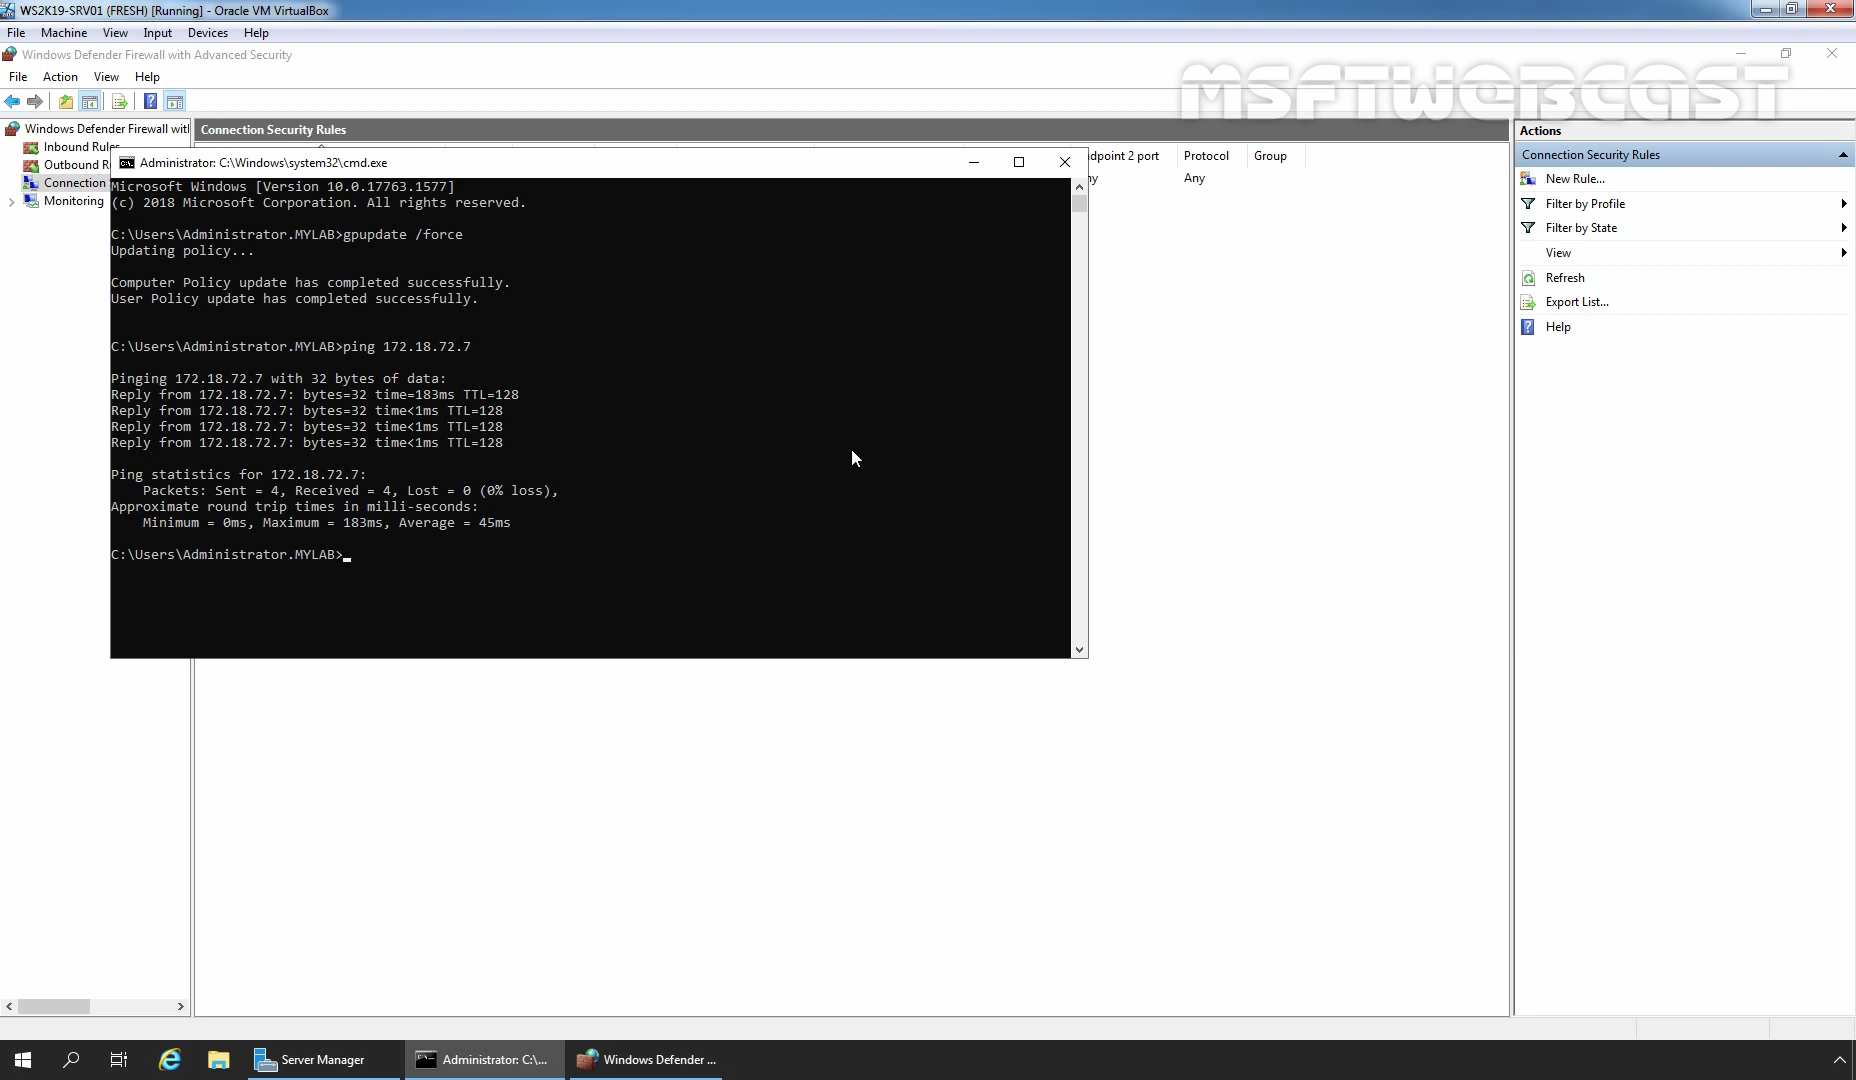 WS2K19-SRV01 (FRESH) [Running] - Oracle VM VirtualBox
File Machine View Input Devices Help
Windows Defender Firewall with Advanced Security
File Action View Help
MSFTWEBCAST
Windows Defender Firewall wit
Inbound Rules
Outbound R
Connection
Monitoring
Connection Security Rules
dpoint 2 port Protocol Group
ny Any
Administrator: C:\Windows\system32\cmd.exe
Microsoft Windows [Version 10.0.17763.1577]
(c) 2018 Microsoft Corporation. All rights reserved.
C:\Users\Administrator.MYLAB>gpupdate /force
Updating policy...
Computer Policy update has completed successfully.
User Policy update has completed successfully.
C:\Users\Administrator.MYLAB>ping 172.18.72.7
Pinging 172.18.72.7 with 32 bytes of data:
Reply from 172.18.72.7: bytes=32 time=183ms TTL=128
Reply from 172.18.72.7: bytes=32 time<1ms TTL=128
Reply from 172.18.72.7: bytes=32 time<1ms TTL=128
Reply from 172.18.72.7: bytes=32 time<1ms TTL=128
Ping statistics for 172.18.72.7:
Packets: Sent = 4, Received = 4, Lost = 0 (0% loss),
Approximate round trip times in milli-seconds:
Minimum = 0ms, Maximum = 183ms, Average = 45ms
C:\Users\Administrator.MYLAB>
Actions
Connection Security Rules
New Rule...
Filter by Profile
Filter by State
View
Refresh
Export List...
Help
Server Manager
Administrator: C:\...
Windows Defender ...